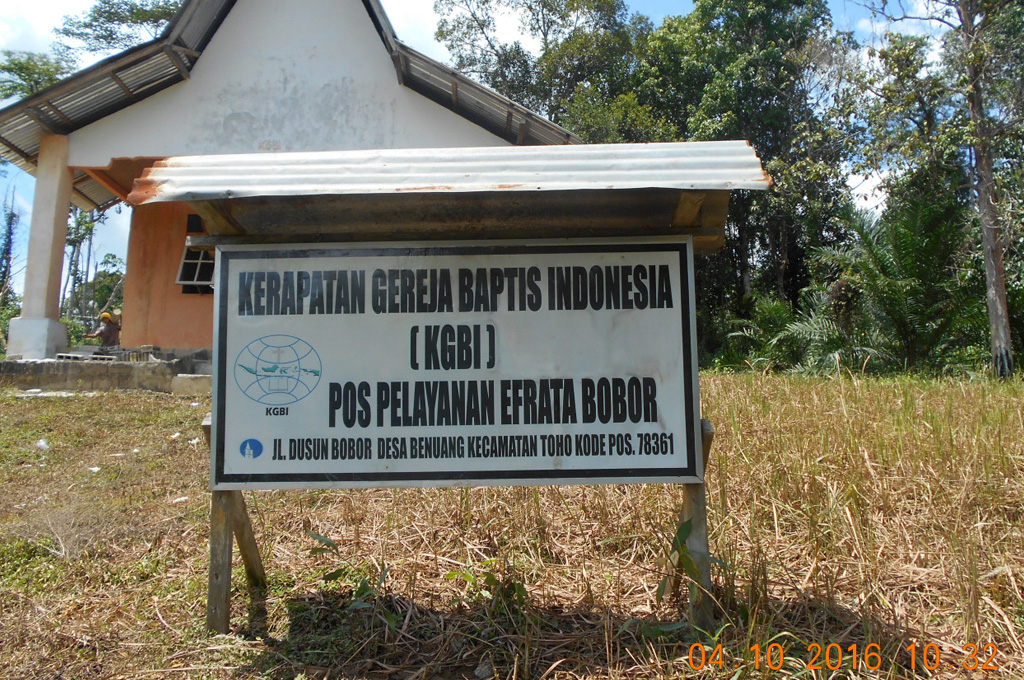 KERAPATAN GEREJA BAPTIS INDONESIA
( KGBI )
KGBI
POS PELAYANAN EFRATA BOBOR
JL. DUSUN BOBOR DESA BENUANG KECAMATAN TOHO KODE POS. 78361
04 10 2016 10 32